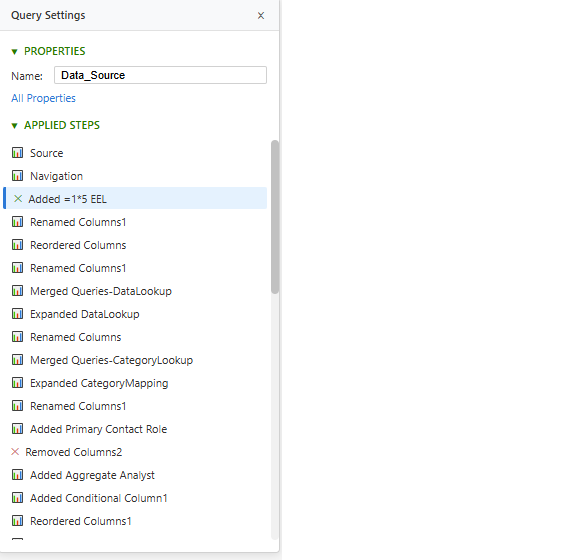 Query Settings
PROPERTIES
Name: Data_Source
All Properties
APPLIED STEPS
Source
Navigation
Added =1*5 EEL
Renamed Columns1
Reordered Columns
Renamed Columns1
Merged Queries-DataLookup
Expanded DataLookup
Renamed Columns
Merged Queries-CategoryLookup
Expanded CategoryMapping
Renamed Columns1
Added Primary Contact Role
Removed Columns2
Added Aggregate Analyst
Added Conditional Column1
Reordered Columns1